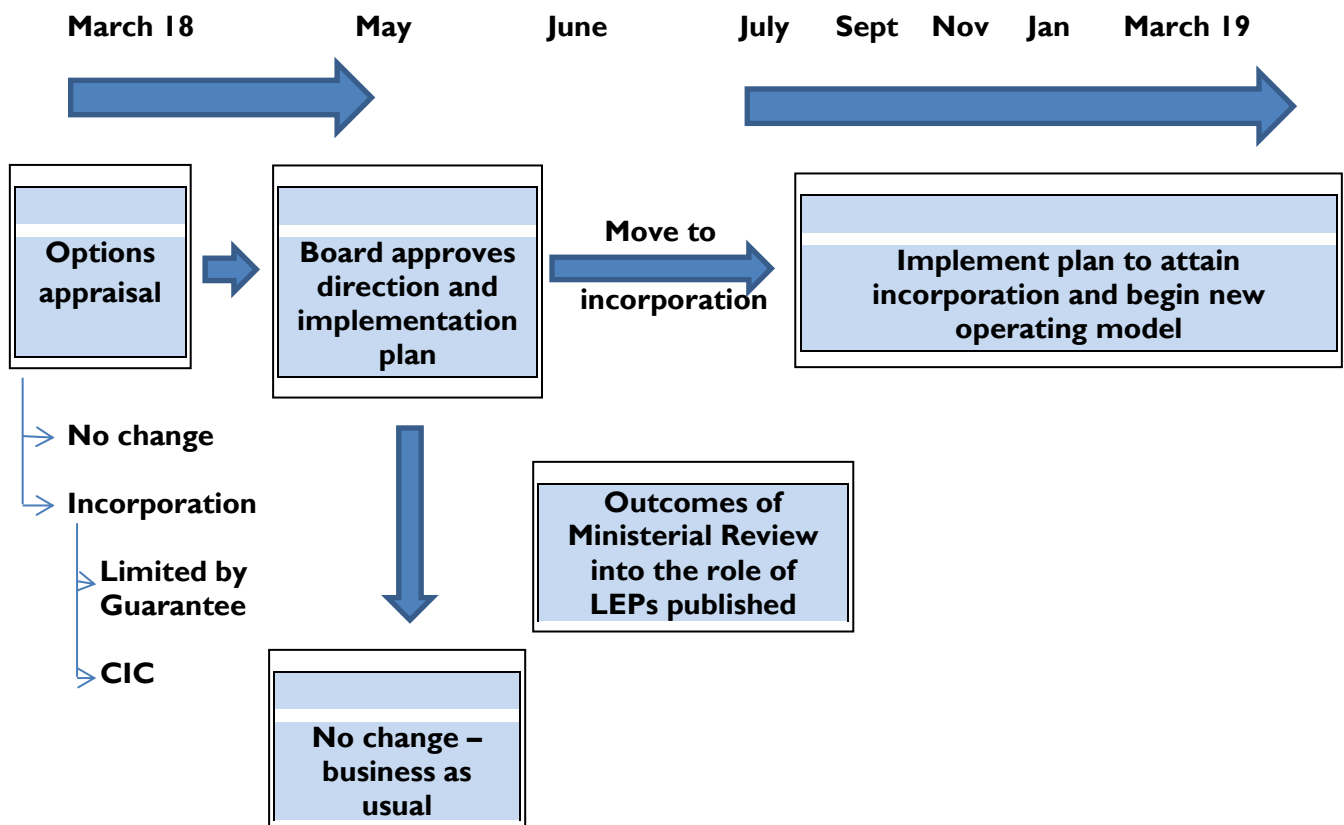 March 18 May June July Sept Nov Jan March 19
Options
appraisal
Board approves
direction and
implementation
plan
Move to
incorporation
Implement plan to attain
incorporation and begin new
operating model
No change
Incorporation
Limited by
Guarantee
CIC
Outcomes of
Ministerial Review
into the role of
LEPs published
No change –
business as
usual